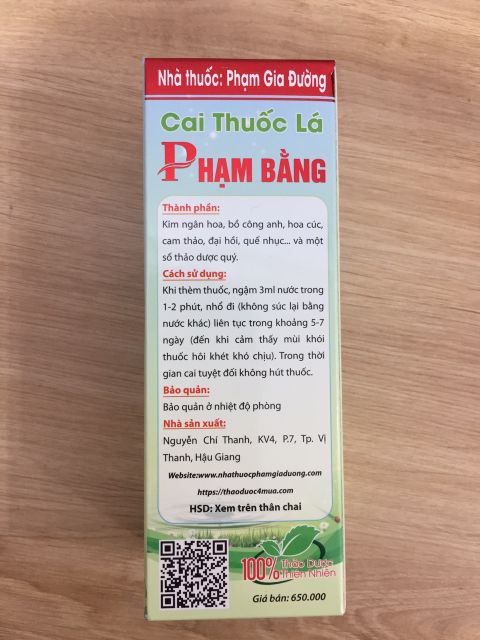 Nhà thuốc: Phạm Gia Đường
Cai Thuốc Lá
PHẠM BẰNG
Thành phần:
Kim ngân hoa, bồ công anh, hoa cúc,
cam thảo, đại hồi, quế nhục... và một
số thảo dược quý.
Cách sử dụng:
Khi thèm thuốc, ngậm 3ml nước trong
1-2 phút, nhổ đi (không súc lại bằng
nước khác) liên tục trong khoảng 5-7
ngày (đến khi cảm thấy mùi khói
thuốc hôi khét khó chịu). Trong thời
gian cai tuyệt đối không hút thuốc.
Bảo quản:
Bảo quản ở nhiệt độ phòng
Nhà sản xuất:
Nguyễn Chí Thanh, KV4, P.7, Tp. Vị
Thanh, Hậu Giang
Website:www.nhathuocphamgiaduong.com
https://thaoduoc4mua.com
HSD: Xem trên thân chai
100% Thảo Dược
Thiên Nhiên
Giá bán: 650.000